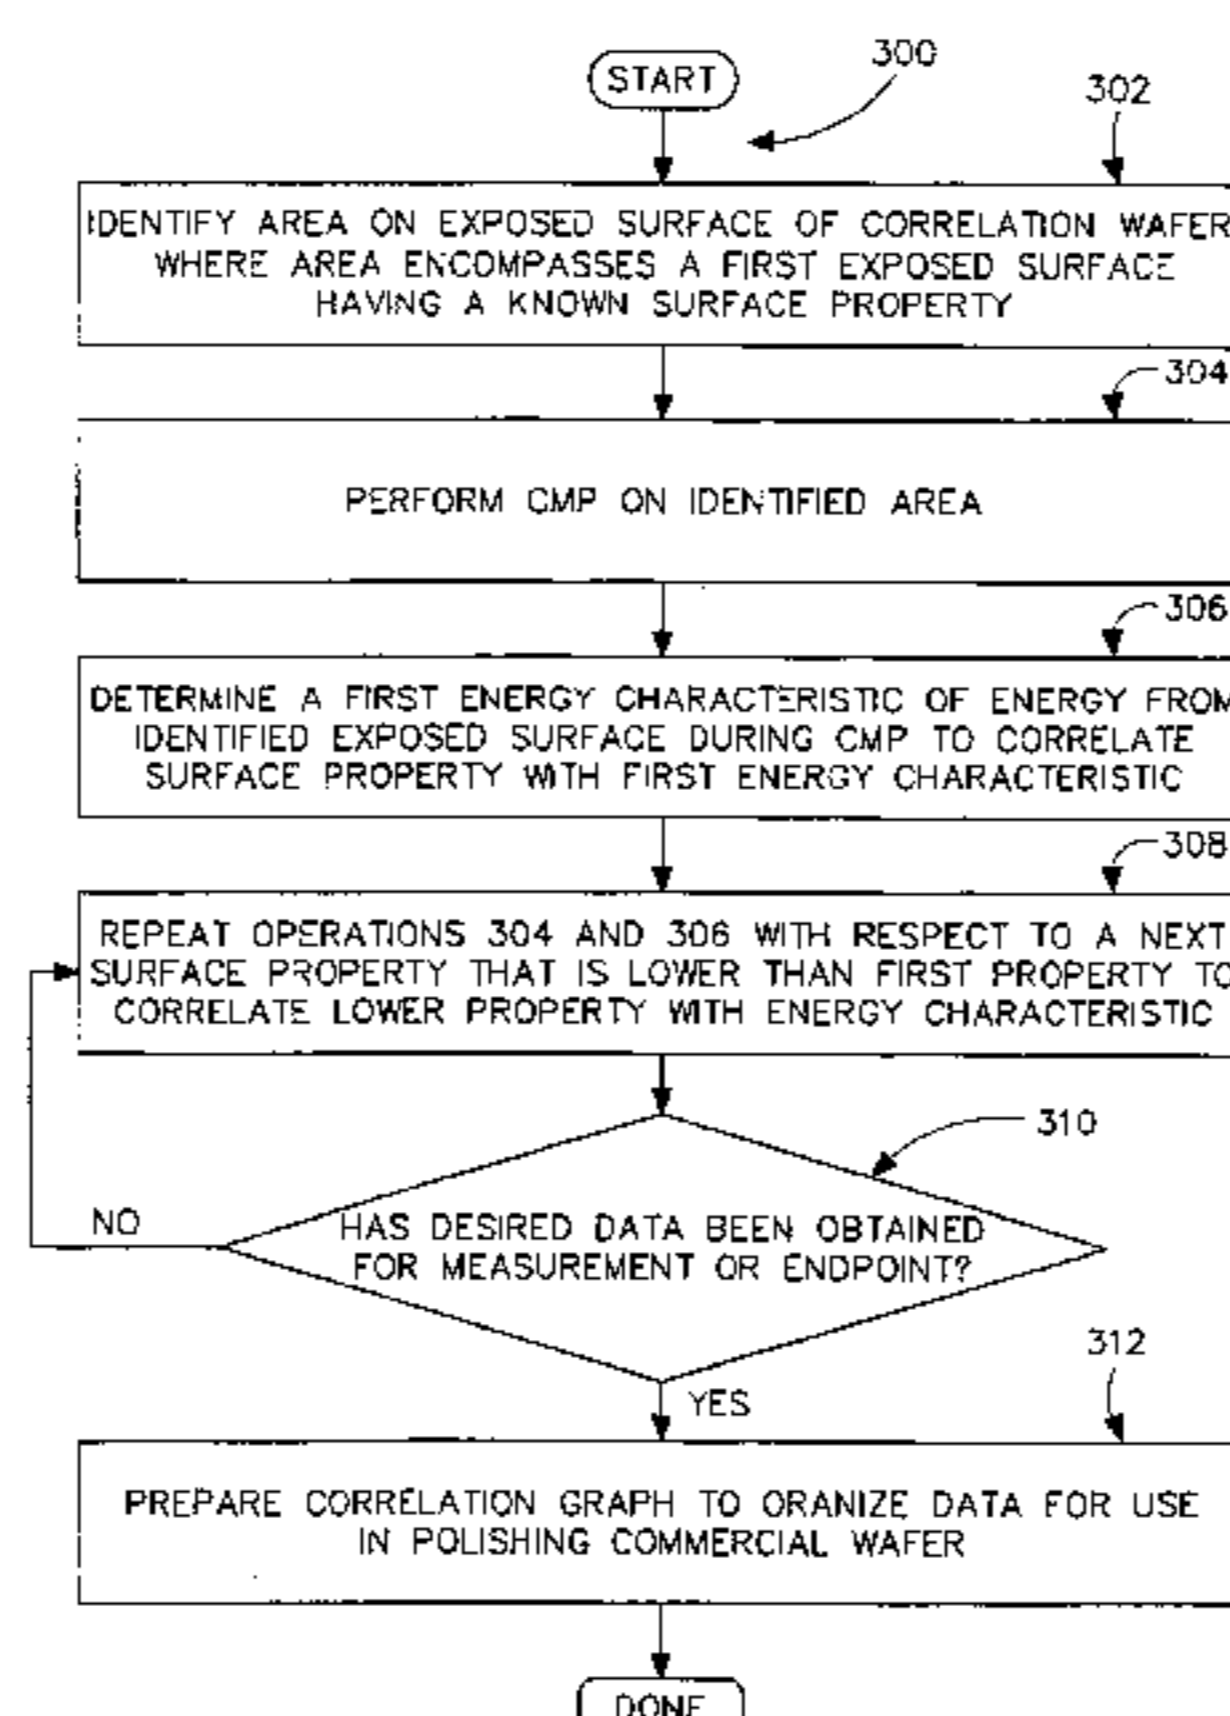 START
300
302
IDENTIFY AREA ON EXPOSED SURFACE OF CORRELATION WAFER
WHERE AREA ENCOMPASSES A FIRST EXPOSED SURFACE
HAVING A KNOWN SURFACE PROPERTY
304
PERFORM CMP ON IDENTIFIED AREA
306
DETERMINE A FIRST ENERGY CHARACTERISTIC OF ENERGY FROM
IDENTIFIED EXPOSED SURFACE DURING CMP TO CORRELATE
SURFACE PROPERTY WITH FIRST ENERGY CHARACTERISTIC
308
REPEAT OPERATIONS 304 AND 306 WITH RESPECT TO A NEXT
SURFACE PROPERTY THAT IS LOWER THAN FIRST PROPERTY TO
CORRELATE LOWER PROPERTY WITH ENERGY CHARACTERISTIC
310
NO
HAS DESIRED DATA BEEN OBTAINED
FOR MEASUREMENT OR ENDPOINT?
312
YES
PREPARE CORRELATION GRAPH TO ORANIZE DATA FOR USE
IN POLISHING COMMERCIAL WAFER
DONE